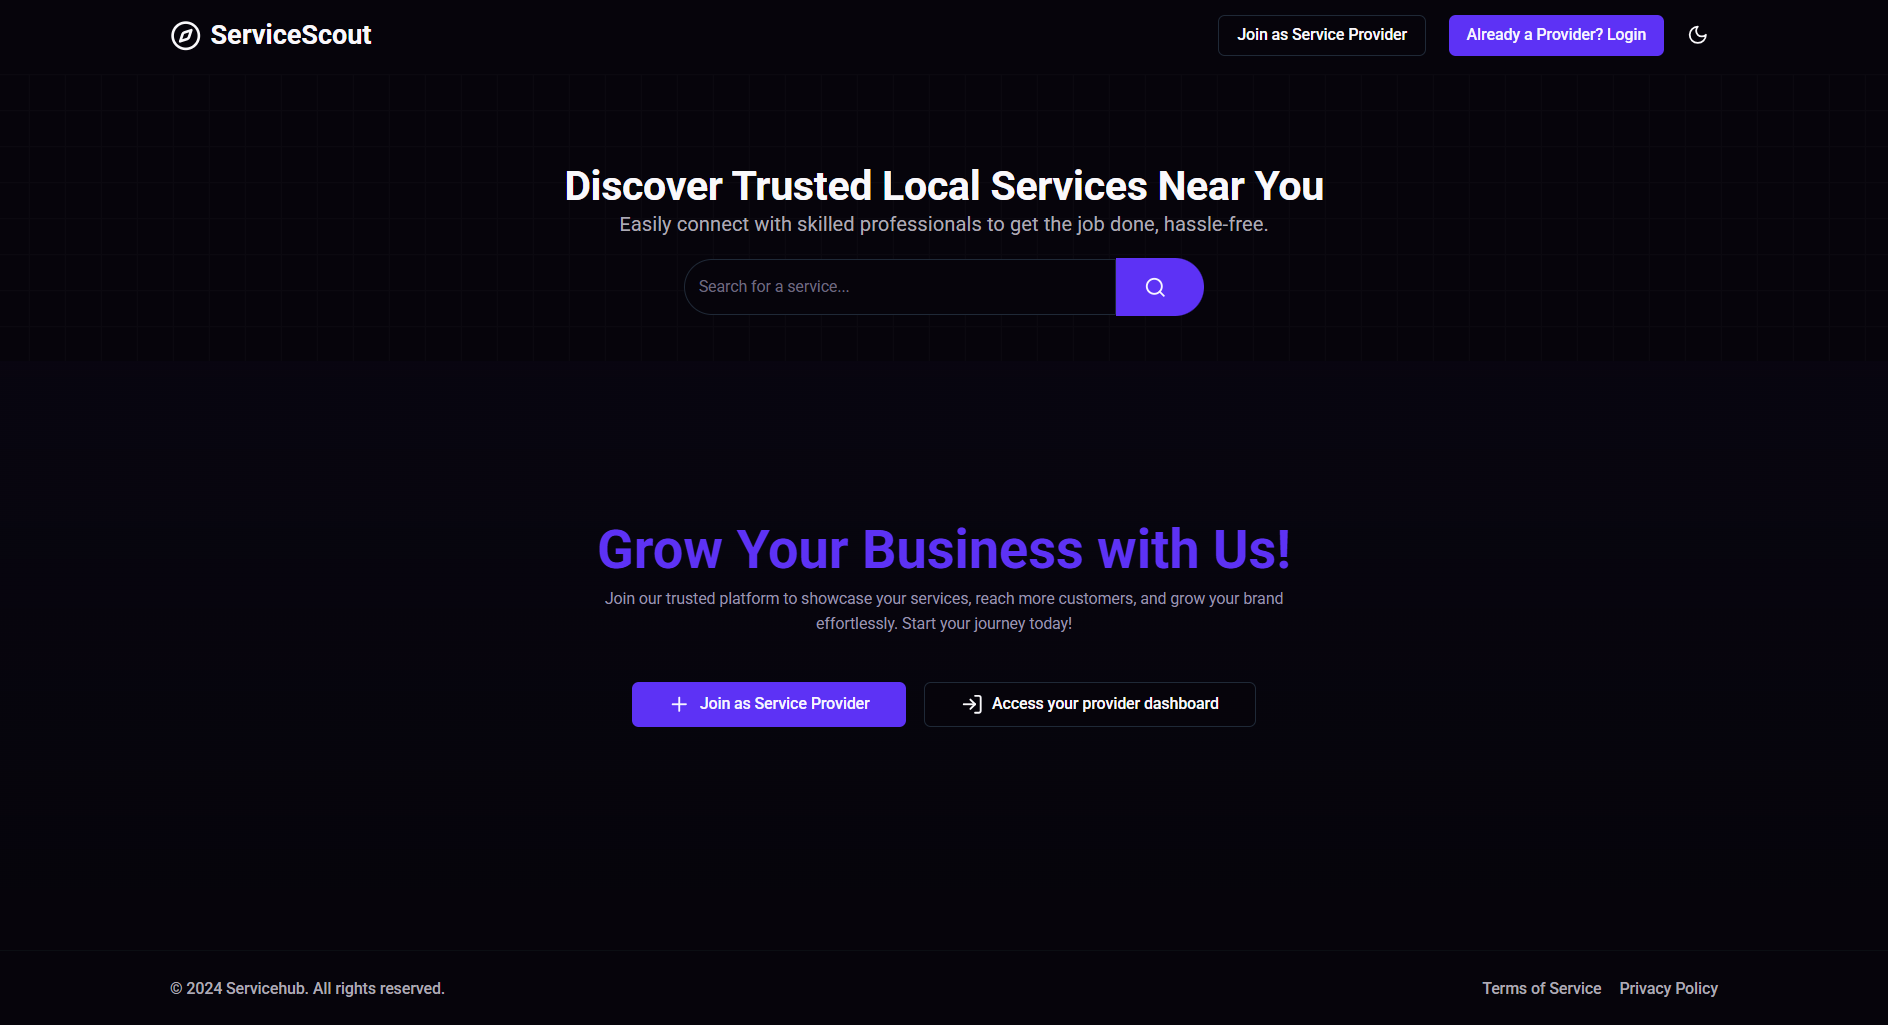 ServiceScout
Join as Service Provider
Already a Provider? Login
Discover Trusted Local Services Near You
Easily connect with skilled professionals to get the job done, hassle-free.
Search for a service...
Grow Your Business with Us!
Join our trusted platform to showcase your services, reach more customers, and grow your brand
effortlessly. Start your journey today!
Join as Service Provider
Access your provider dashboard
© 2024 Servicehub. All rights reserved.
Terms of Service
Privacy Policy